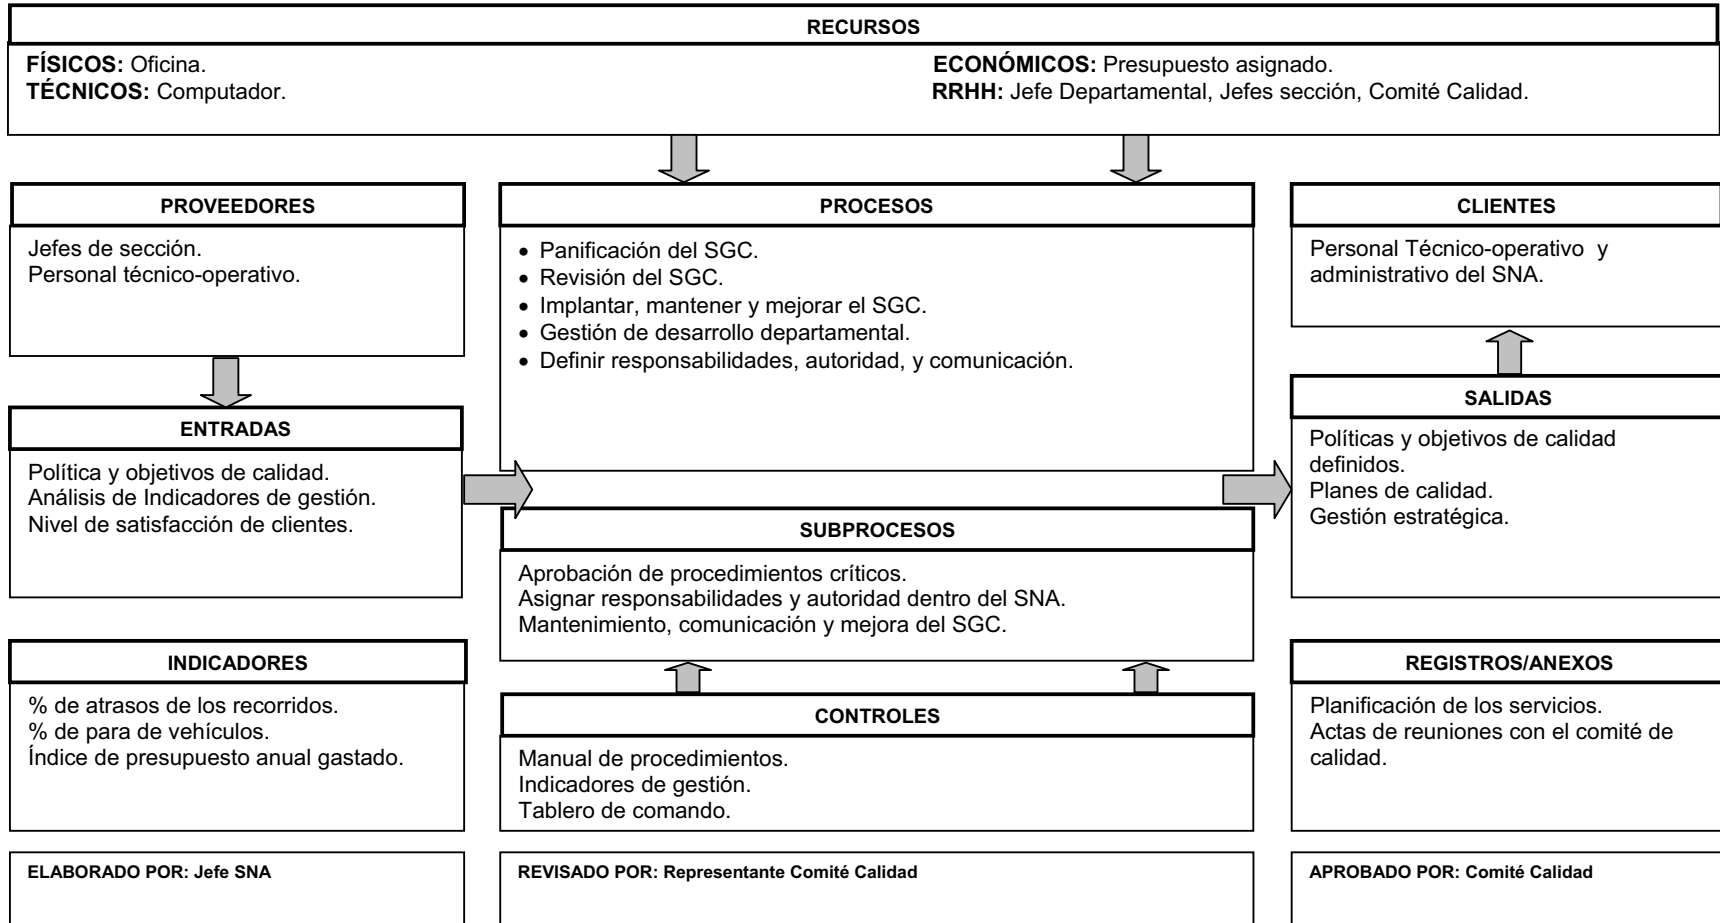 RECURSOS
FÍSICOS: Oficina.
TÉCNICOS: Computador.
ECONÓMICOS: Presupuesto asignado.
RRHH: Jefe Departamental, Jefes sección, Comité Calidad.
PROVEEDORES
Jefes de sección.
Personal técnico-operativo.
ENTRADAS
Política y objetivos de calidad.
Análisis de Indicadores de gestión.
Nivel de satisfacción de clientes.
INDICADORES
% de atrasos de los recorridos.
% de para de vehículos.
Índice de presupuesto anual gastado.
PROCESOS
• Panificación del SGC.
• Revisión del SGC.
• Implantar, mantener y mejorar el SGC.
• Gestión de desarrollo departamental.
• Definir responsabilidades, autoridad, y comunicación.
SUBPROCESOS
Aprobación de procedimientos críticos.
Asignar responsabilidades y autoridad dentro del SNA.
Mantenimiento, comunicación y mejora del SGC.
CONTROLES
Manual de procedimientos.
Indicadores de gestión.
Tablero de comando.
CLIENTES
Personal Técnico-operativo y
administrativo del SNA.
SALIDAS
Políticas y objetivos de calidad
definidos.
Planes de calidad.
Gestión estratégica.
REGISTROS/ANEXOS
Planificación de los servicios.
Actas de reuniones con el comité de
calidad.
ELABORADO POR: Jefe SNA
REVISADO POR: Representante Comité Calidad
APROBADO POR: Comité Calidad